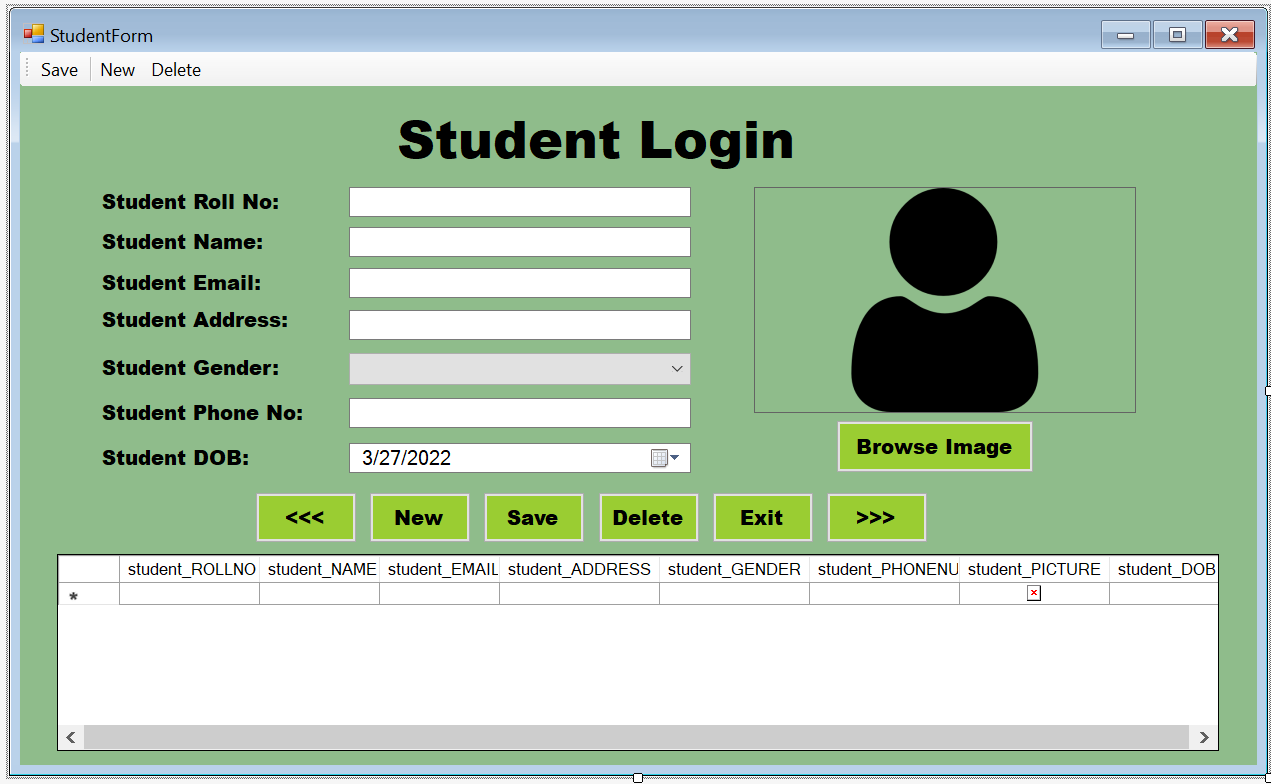 StudentForm
Save New Delete
Student Login
Student Roll No:
Student Name:
Student Email:
Student Address:
Student Gender:
Student Phone No:
Student DOB: 3/27/2022
Browse Image
<<< New Save Delete Exit >>>
student_ROLLNO student_NAME student_EMAIL student_ADDRESS student_GENDER student_PHONENU student_PICTURE student_DOB
*